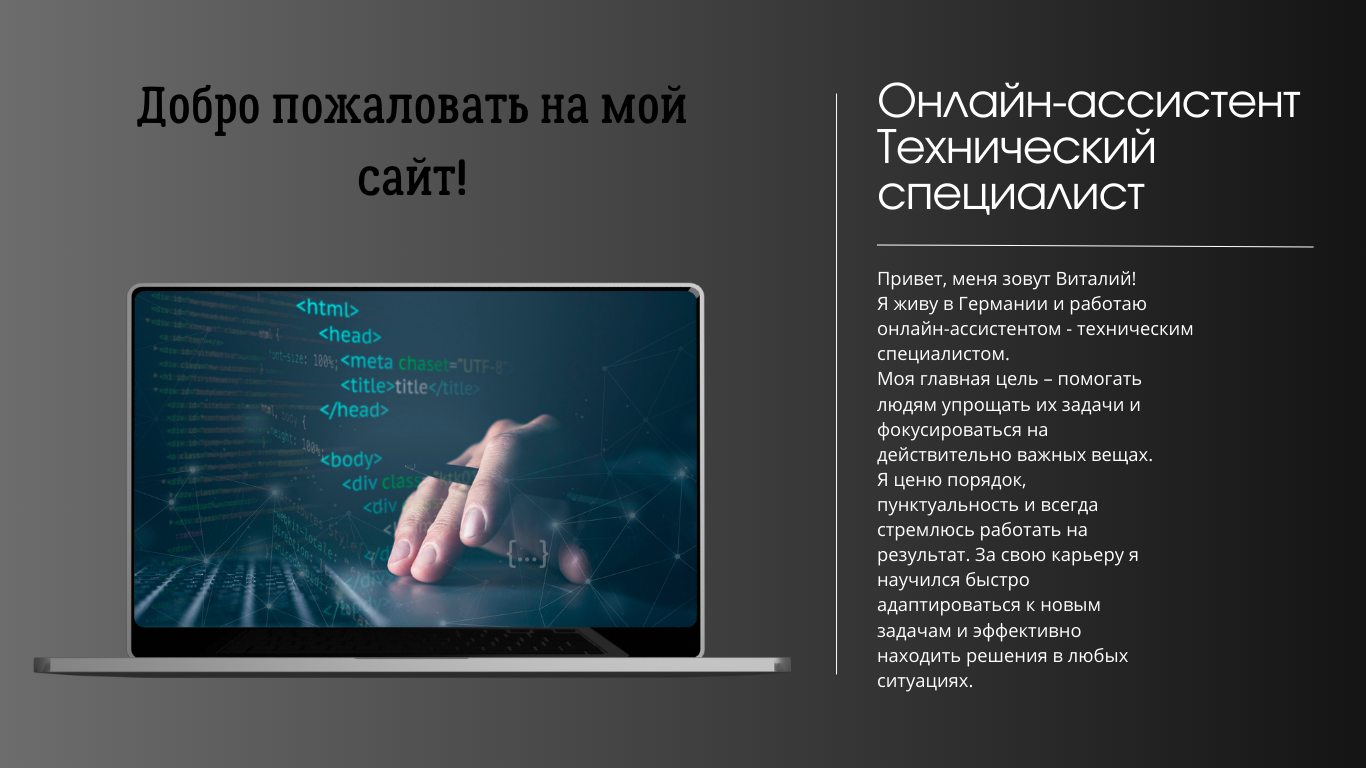 Добро пожаловать на мой
сайт!
Онлайн-ассистент
Технический
специалист
Привет, меня зовут Виталий!
Я живу в Германии и работаю
онлайн-ассистентом - техническим
специалистом.
Моя главная цель – помогать
людям упрощать их задачи и
фокусироваться на
действительно важных вещах.
Я ценю порядок,
пунктуальность и всегда
стремлюсь работать на
результат. За свою карьеру я
научился быстро
адаптироваться к новым
задачам и эффективно
находить решения в любых
ситуациях.
<html>
<head>
<meta chaset="UTF-8"
<title>title</title>
</head>
<body>
<div class
<div
{...}